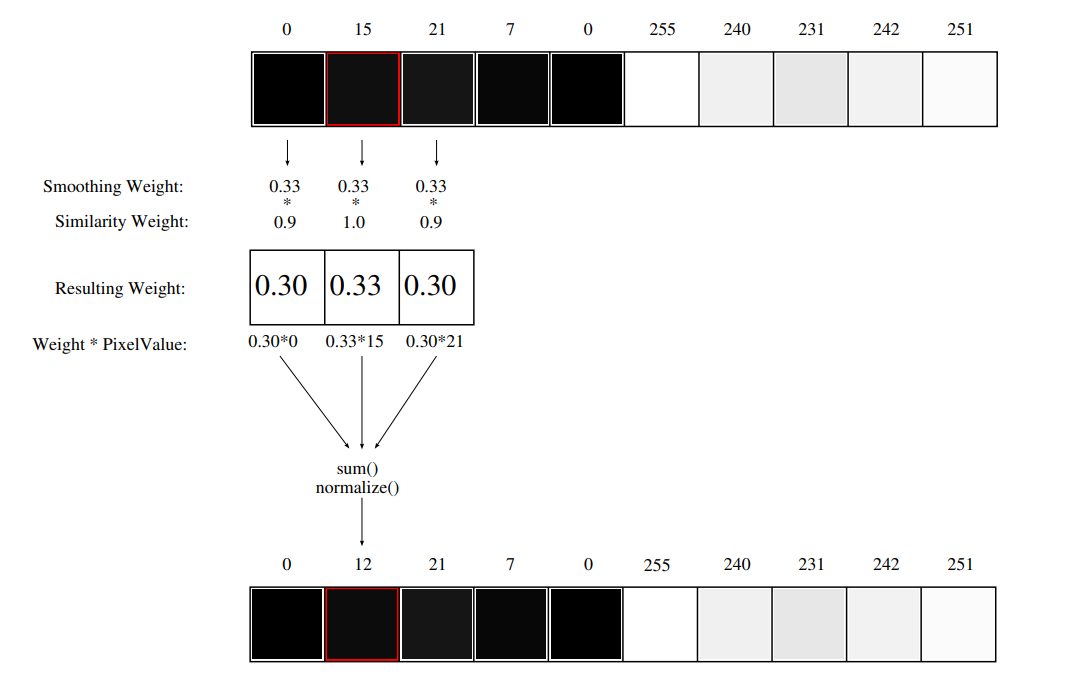 0 15 21 7 0 255 240 231 242 251
Smoothing Weight: 0.33 0.33 0.33
* * *
Similarity Weight: 0.9 1.0 0.9
Resulting Weight: 0.30 0.33 0.30
Weight * PixelValue: 0.30*0 0.33*15 0.30*21
sum()
normalize()
0 12 21 7 0 255 240 231 242 251